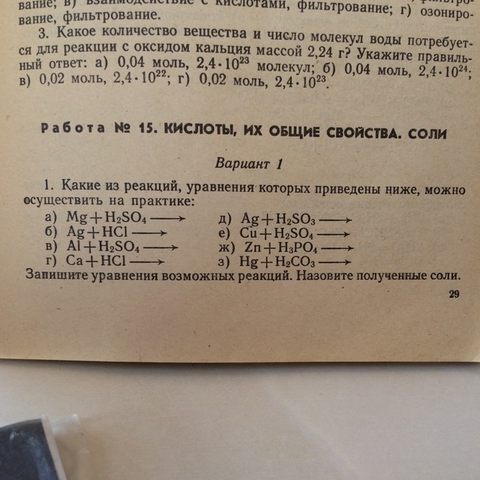 вание; в) взаимодействие с кислотами, фильтрование; г) озониро-
вание, фильтрование.
3. Какое количество вещества и число молекул воды потребует-
ся для реакции с оксидом кальция массой 2,24 г? Укажите правиль-
ный ответ: а) 0,04 моль, 2,4·10²³ молекул; б) 0,04 моль, 2,4·10²⁴;
в) 0,02 моль, 2,4·10²²; г) 0,02 моль, 2,4·10²³.
Работа № 15. КИСЛОТЫ, ИХ ОБЩИЕ СВОЙСТВА. СОЛИ
Вариант 1
1. Какие из реакций, уравнения которых приведены ниже, можно
осуществить на практике:
а) Mg+H₂SO₄⟶ д) Ag+H₂SO₃⟶
б) Ag+HCl⟶ е) Cu+H₂SO₄⟶
в) Al+H₂SO₄⟶ ж) Zn+H₃PO₄⟶
г) Ca+HCl⟶ з) Hg+H₂CO₃⟶
Запишите уравнения возможных реакций. Назовите полученные соли.
29